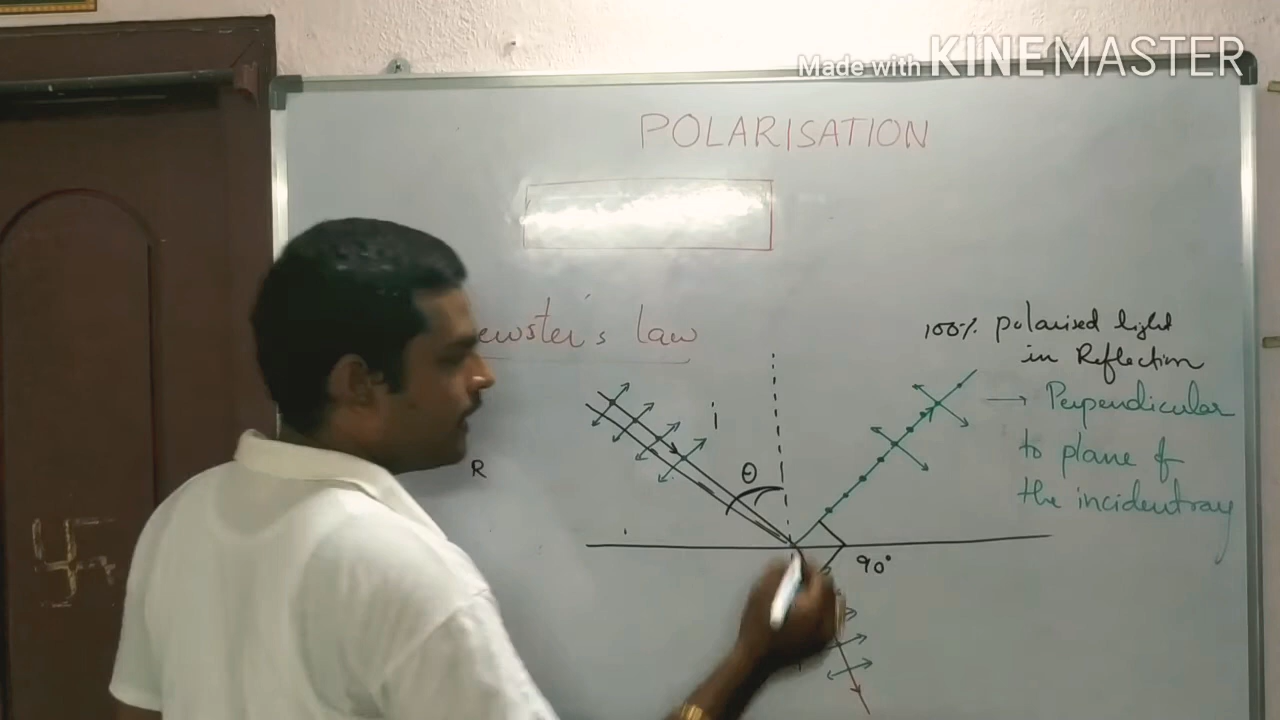 Made with KINEMASTER
POLARISATION
ewster's law
100% polarised light
in Reflection
→ Perpendicular
to plane of
the incident ray
i
θ
R
90°